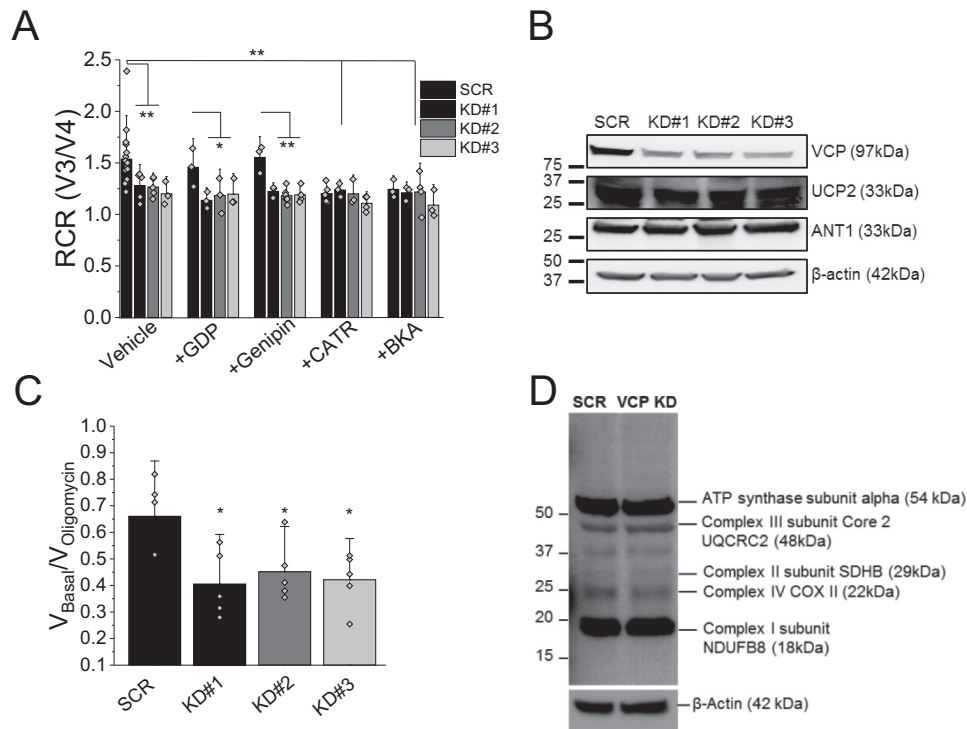 A
RCR (V3/V4)
2.5
2.0
1.5
1.0
0.5
0.0
**
**
*
**
SCR
KD#1
KD#2
KD#3
Vehicle
+GDP
+Genipin
+CATR
+BKA
B
SCR KD#1 KD#2 KD#3
75
37
25
25
50
37
VCP (97kDa)
UCP2 (33kDa)
ANT1 (33kDa)
β-actin (42kDa)
C
VBasal/VOligomycin
1.0
0.9
0.8
0.7
0.6
0.5
0.4
0.3
0.2
0.1
* * *
SCR
KD#1
KD#2
KD#3
D
SCR VCP KD
50
37
25
20
15
ATP synthase subunit alpha (54 kDa)
Complex III subunit Core 2
UQCRC2 (48kDa)
Complex II subunit SDHB (29kDa)
Complex IV COX II (22kDa)
Complex I subunit
NDUFB8 (18kDa)
β-Actin (42 kDa)